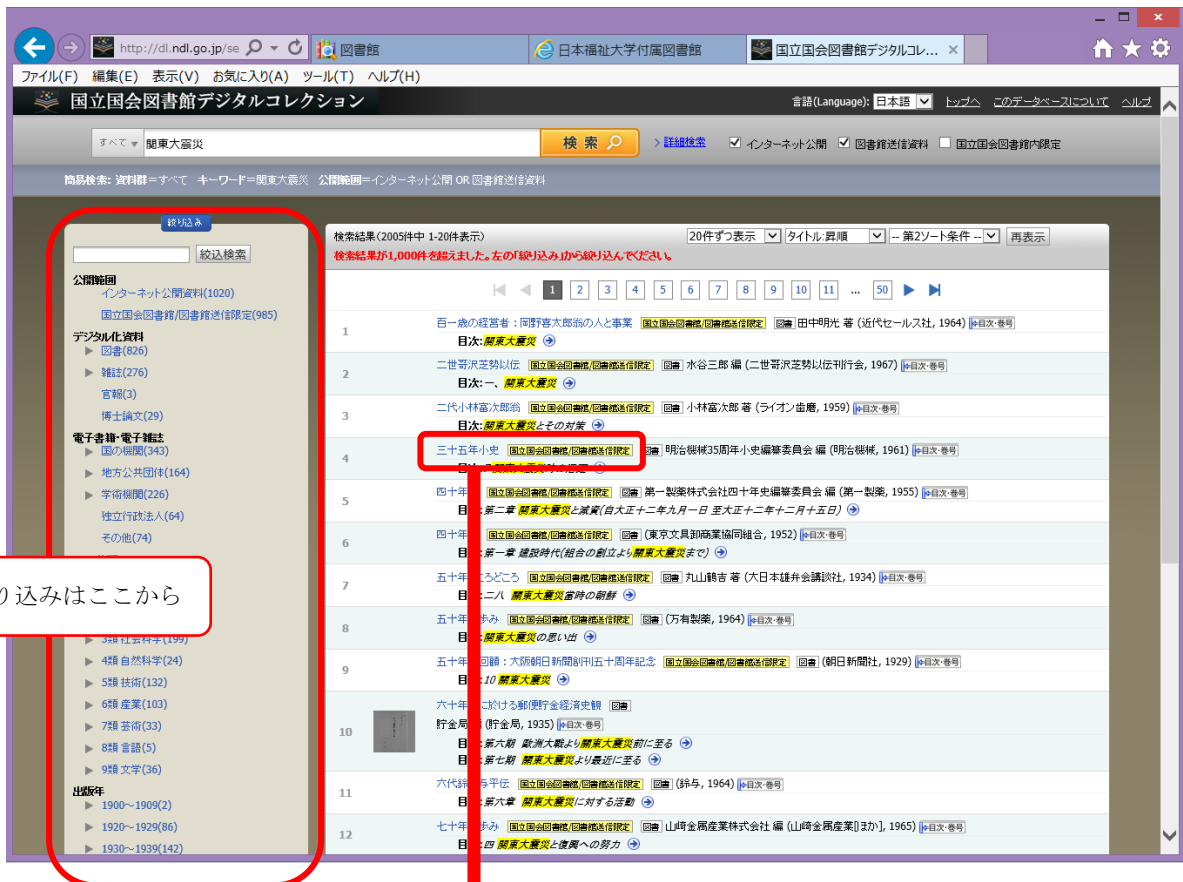 http://dl.ndl.go.jp/se
図書館
日本福祉大学付属図書館
国立国会図書館デジタルコレ...
ファイル(F) 編集(E) 表示(V) お気に入り(A) ツール(T) ヘルプ(H)
国立国会図書館デジタルコレクション
言語(Language): 日本語 トップへ このデータベースについて ヘルプ
すべて 関東大震災 検索 詳細検索 インターネット公開 図書館送信資料 国立国会図書館内限定
簡易検索: 資料群=すべて キーワード=関東大震災 公開範囲=インターネット公開 OR 図書館送信資料
絞り込み
絞込検索
公開範囲
インターネット公開資料(1020)
国立国会図書館/図書館送信限定(985)
デジタル化資料
図書(826)
雑誌(276)
官報(3)
博士論文(29)
電子書籍・電子雑誌
国の機関(343)
地方公共団体(164)
学術機関(226)
独立行政法人(64)
その他(74)
り込みはここから
3類 社会科学(199)
4類 自然科学(24)
5類 技術(132)
6類 産業(103)
7類 芸術(33)
8類 言語(5)
9類 文学(36)
出版年
1900～1909(2)
1920～1929(86)
1930～1939(142)
検索結果(2005件中 1-20件表示)
20件ずつ表示 タイトル:昇順 -- 第2ソート条件 -- 再表示
検索結果が1,000件を超えました。左の「絞り込み」から絞り込んでください。
1 2 3 4 5 6 7 8 9 10 11 ... 50
1 百一歳の経営者 : 岡野喜太郎翁の人と事業 国立国会図書館/図書館送信限定 図書 田中明光 著 (近代セールス社, 1964) 目次・巻号
目次:関東大震災
2 二世哥沢芝勢以伝 国立国会図書館/図書館送信限定 図書 水谷三郎 編 (二世哥沢芝勢以伝刊行会, 1967) 目次・巻号
目次:一、関東大震災
3 二代小林富次郎翁 国立国会図書館/図書館送信限定 図書 小林富次郎 著 (ライオン歯磨, 1959) 目次・巻号
目次:関東大震災とその対策
4 三十五年小史 国立国会図書館/図書館送信限定 図書 明治機械35周年小史編纂委員会 編 (明治機械, 1961) 目次・巻号
5 四十年 国立国会図書館/図書館送信限定 図書 第一製薬株式会社四十年史編纂委員会 編 (第一製薬, 1955) 目次・巻号
目 :第二章 関東大震災と減資(自大正十二年九月一日 至大正十二年十二月十五日)
6 四十年 国立国会図書館/図書館送信限定 図書 (東京文具卸商業協同組合, 1952) 目次・巻号
目 :第一章 建設時代(組合の創立より関東大震災まで)
7 五十年 ころどころ 国立国会図書館/図書館送信限定 図書 丸山鶴吉 著 (大日本雄弁会講談社, 1934) 目次・巻号
目 :二八 関東大震災當時の朝鮮
8 五十年 歩み 国立国会図書館/図書館送信限定 図書 (万有製薬, 1964) 目次・巻号
目 :関東大震災の思い出
9 五十年 回顧 : 大阪朝日新聞創刊五十周年記念 国立国会図書館/図書館送信限定 図書 (朝日新聞社, 1929) 目次・巻号
目 :10 関東大震災
10 六十年 に於ける郵便貯金経済史観 図書
貯金局 (貯金局, 1935) 目次・巻号
目 :第六期 歐洲大戰より関東大震災前に至る
目 :第七期 関東大震災より最近に至る
11 六代鈴 与平伝 国立国会図書館/図書館送信限定 図書 (鈴与, 1964) 目次・巻号
目 :第六章 関東大震災に対する活動
12 七十年 歩み 国立国会図書館/図書館送信限定 図書 山崎金属産業株式会社 編 (山崎金属産業[ほか], 1965) 目次・巻号
目 :四 関東大震災と復興への努力